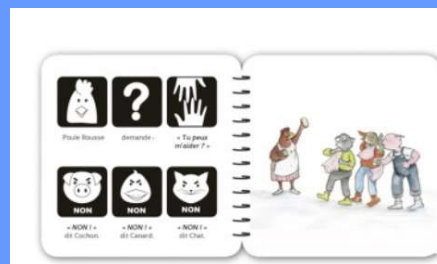 Poule Rousse
demande :
« Tu peux
m'aider ? »
NON
NON
NON
« NON ! »
dit Cochon.
« NON ! »
dit Canard.
« NON ! »
dit Chat.